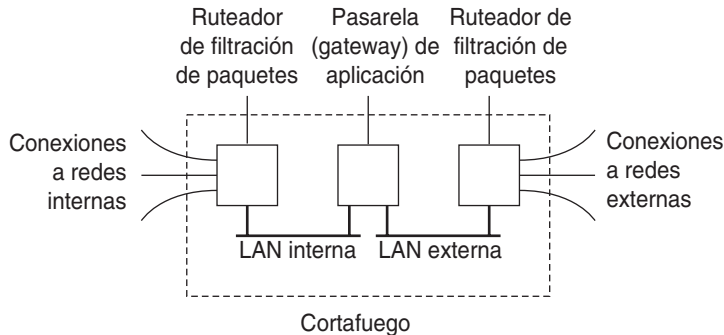 Ruteador
de filtración
de paquetes
Pasarela
(gateway) de
aplicación
Ruteador de
filtración de
paquetes
Conexiones
a redes
internas
Conexiones
a redes
externas
LAN interna
LAN externa
Cortafuego